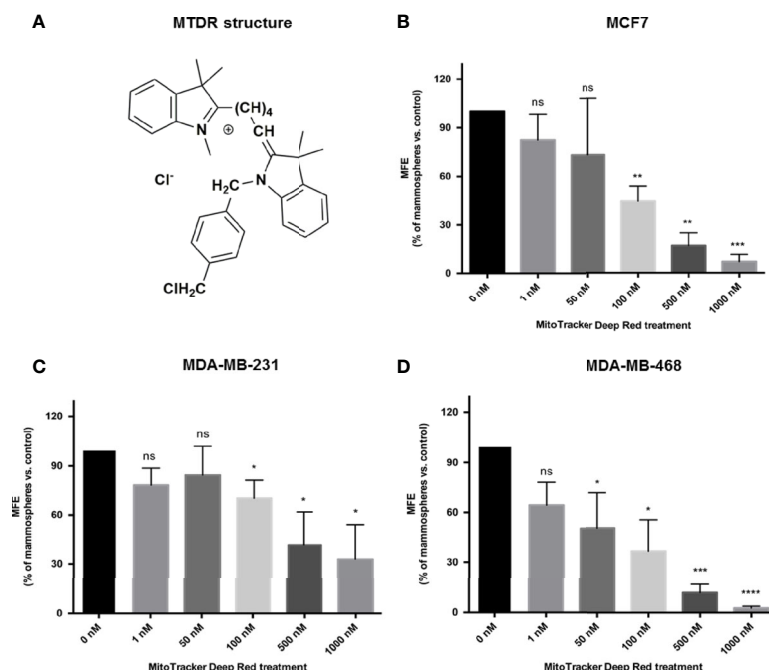 A
MTDR structure
N
⊕
(CH)4
CH
Cl-
H2C
N
ClH2C
B
MCF7
MFE
(% of mammospheres vs. control)
120
90
60
30
0
ns
ns
**
**
***
0 nM
1 nM
50 nM
100 nM
500 nM
1000 nM
MitoTracker Deep Red treatment
C
MDA-MB-231
MFE
(% of mammospheres vs. control)
120
90
60
30
0
ns
ns
*
*
*
0 nM
1 nM
50 nM
100 nM
500 nM
1000 nM
MitoTracker Deep Red treatment
D
MDA-MB-468
MFE
(% of mammospheres vs. control)
120
90
60
30
0
ns
*
*
***
****
0 nM
1 nM
50 nM
100 nM
500 nM
1000 nM
MitoTracker Deep Red treatment